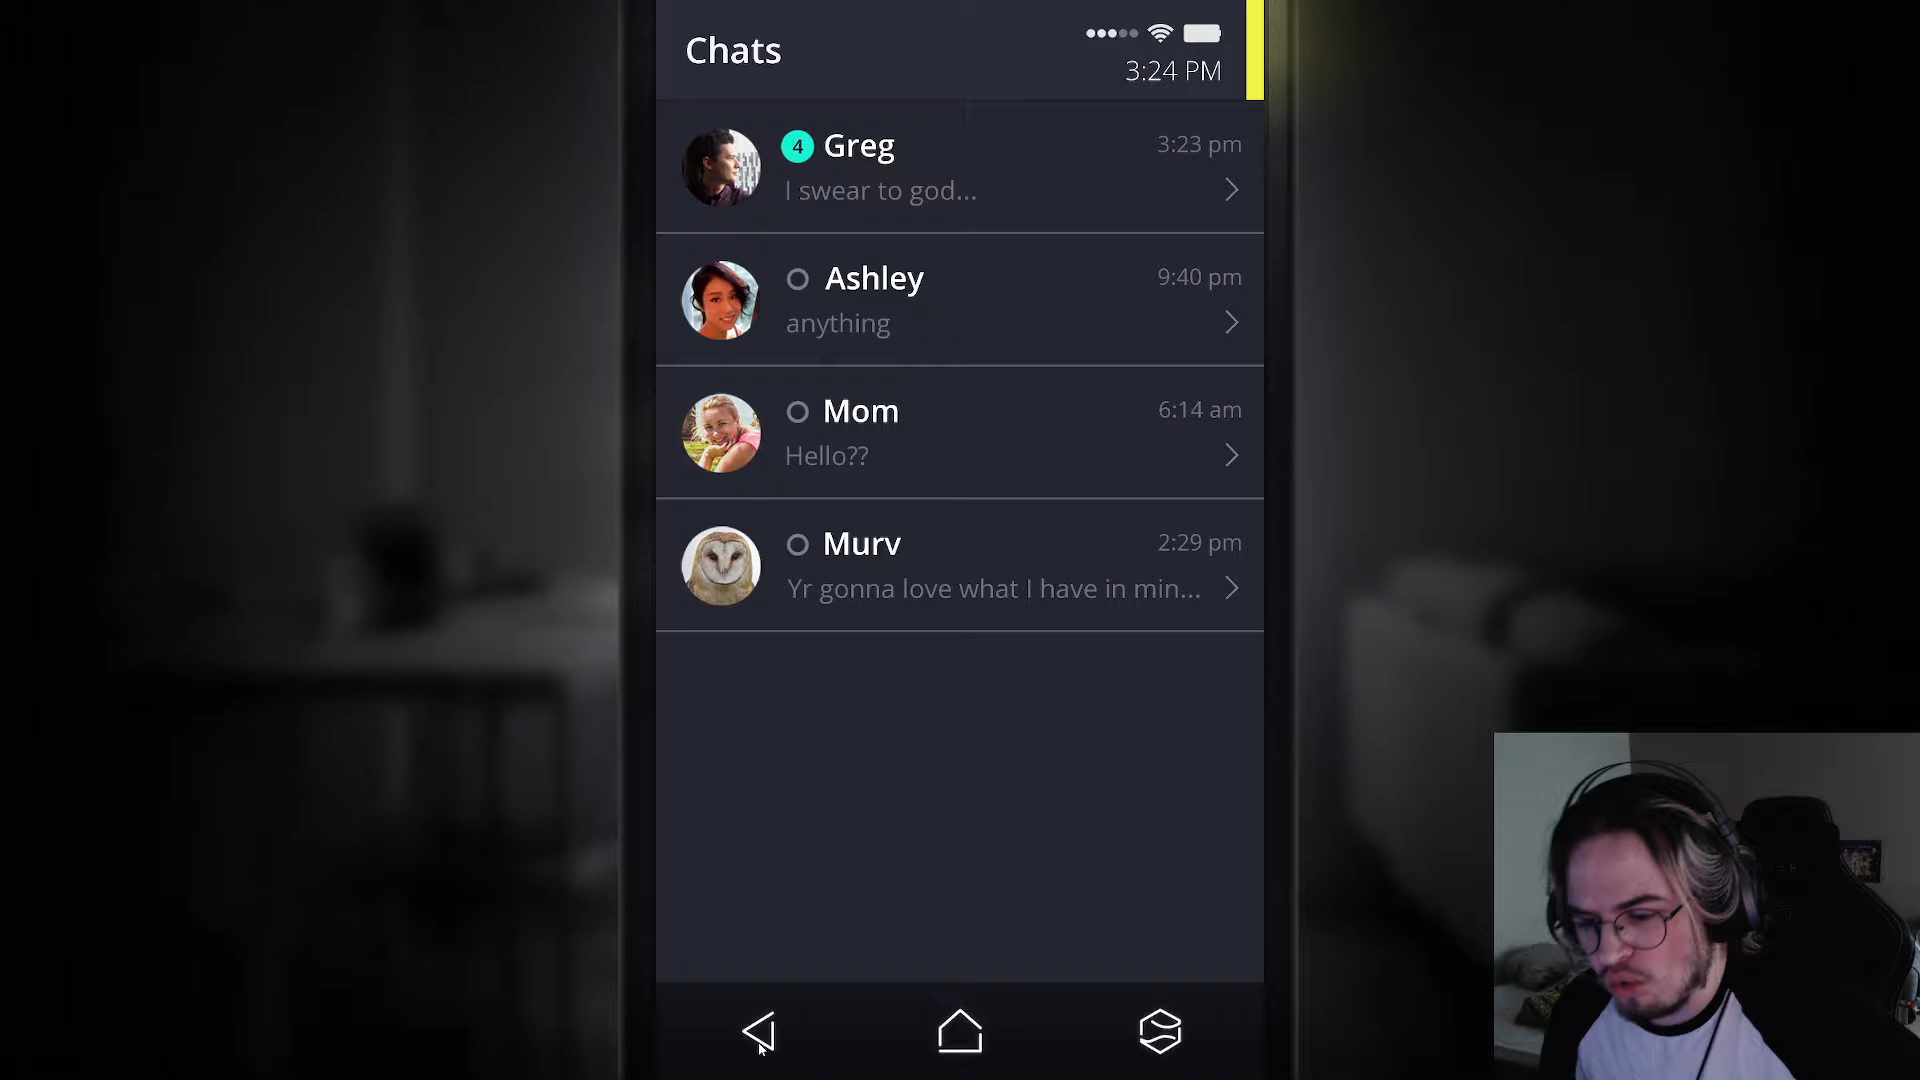 Chats
3:24 PM
4 Greg
3:23 pm
I swear to god...
Ashley
9:40 pm
anything
Mom
6:14 am
Hello??
Murv
2:29 pm
Yr gonna love what I have in min...